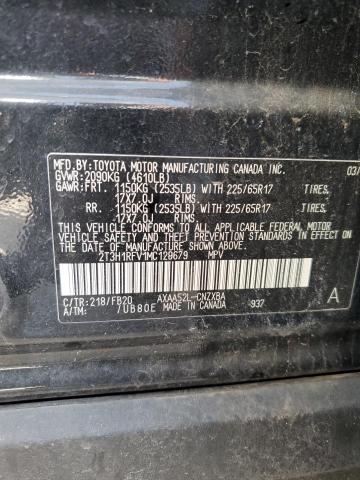 MFD.BY:TOYOTA MOTOR MANUFACTURING CANADA INC. 03/
GVWR:2090KG (4610LB)
GAWR:FRT. 1150KG (2535LB) WITH 225/65R17 TIRES,
17X7.0J RIMS,
RR. 1150KG (2535LB) WITH 225/65R17 TIRES,
17X7.0J RIMS,
THIS VEHICLE CONFORMS TO ALL APPLICABLE FEDERAL
MOTOR VEHICLE SAFETY, BUMPER, AND THEFT PREVENTION
STANDARDS IN EFFECT ON THE DATE OF
MANUFACTURE SHOWN ABOVE.
2T3H1RFV1MC128679 MPV
C/TR:218/FB20 AXAA52L-CNZXBA
A/TM: /UB80E MADE IN CANADA 937 A